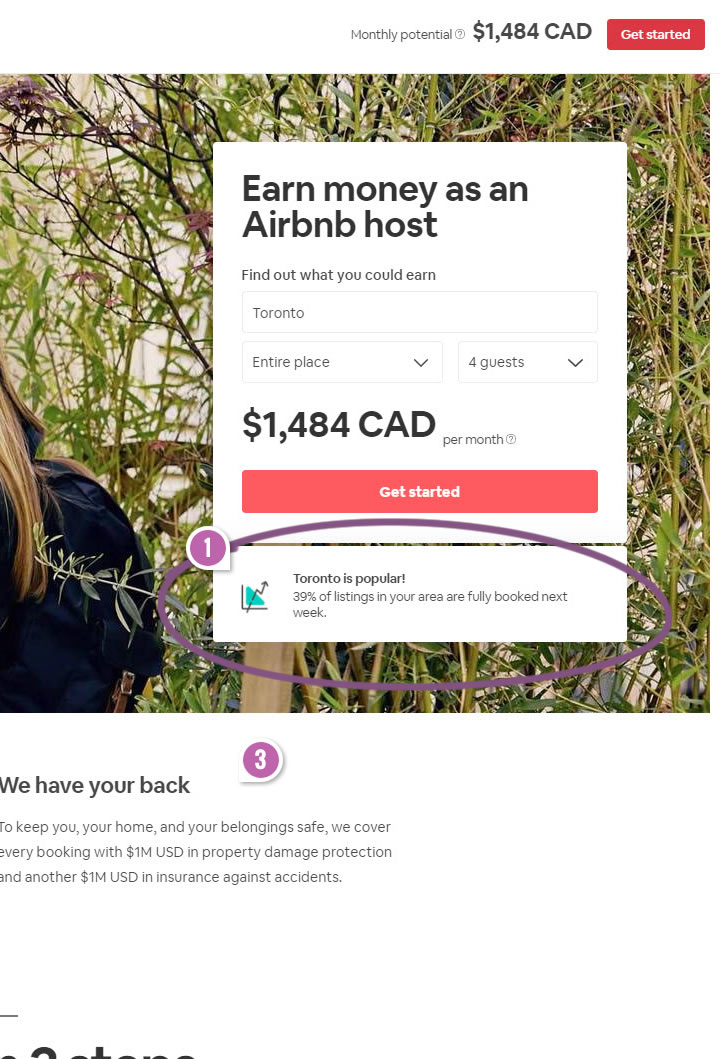 Monthly potential ? $1,484 CAD Get started
Earn money as an
Airbnb host
Find out what you could earn
Toronto
Entire place 4 guests
$1,484 CAD per month ?
Get started
1
Toronto is popular!
39% of listings in your area are fully booked next
week.
3
We have your back
To keep you, your home, and your belongings safe, we cover
every booking with $1M USD in property damage protection
and another $1M USD in insurance against accidents.
3 steps